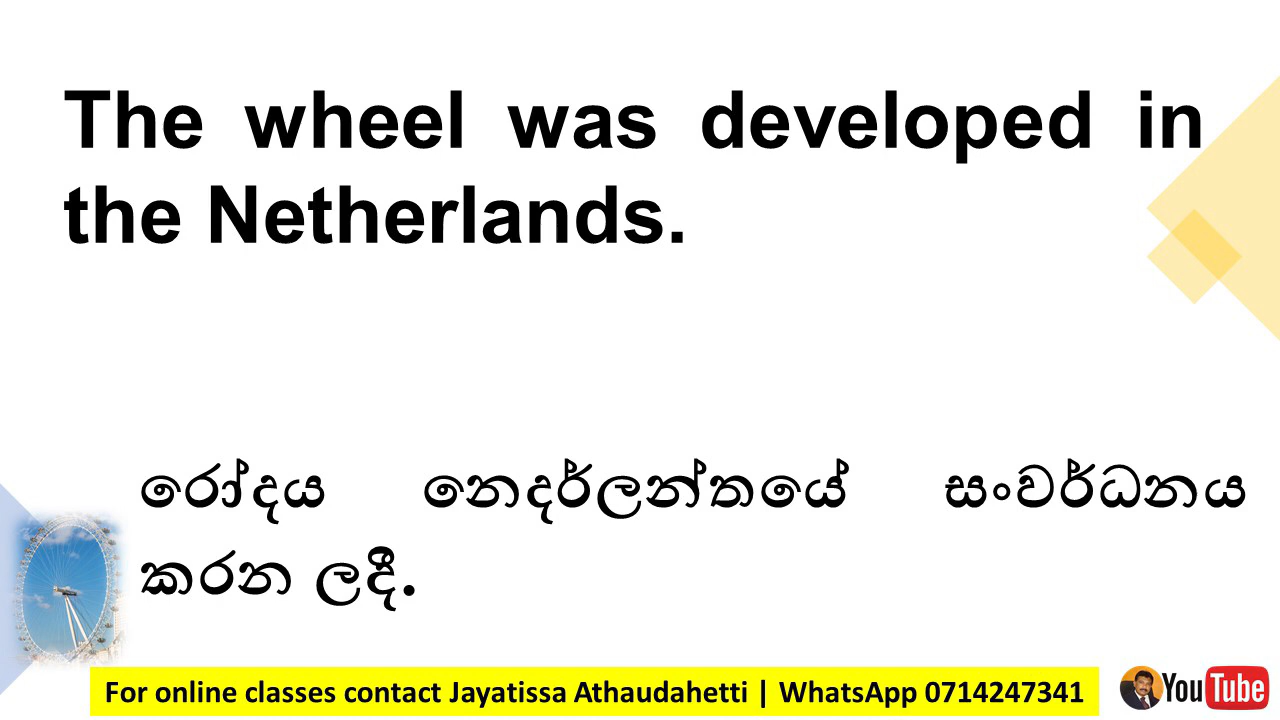 The wheel was developed in
the Netherlands.
රෝදය නෙදර්ලන්තයේ සංවර්ධනය
කරන ලදී.
For online classes contact Jayatissa Athaudahetti | WhatsApp 0714247341
YouTube